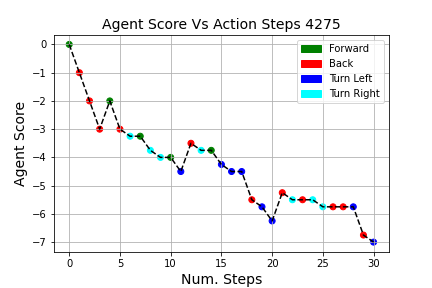 Agent Score Vs Action Steps 4275
Agent Score
0
−1
−2
−3
−4
−5
−6
−7
Forward
Back
Turn Left
Turn Right
0 5 10 15 20 25 30
Num. Steps